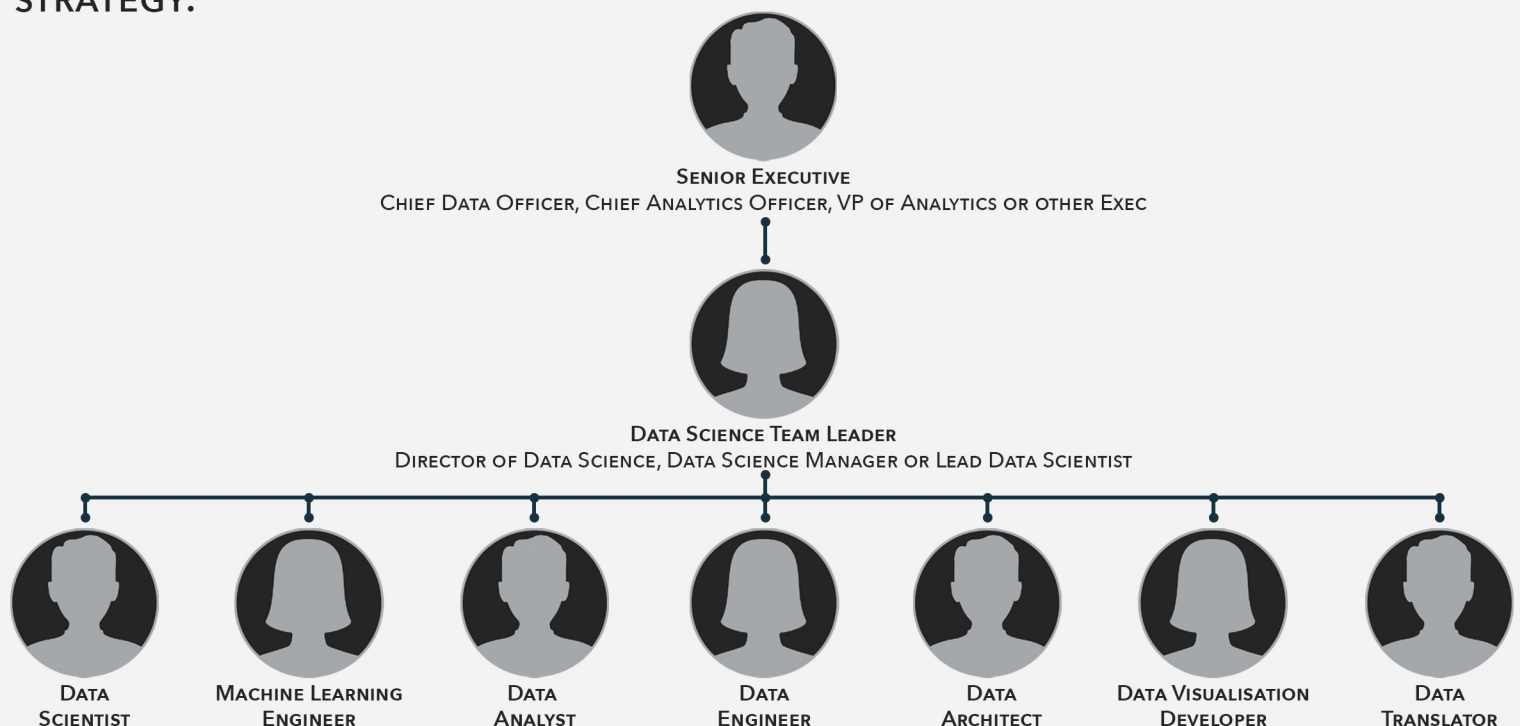 STRATEGY.
SENIOR EXECUTIVE
CHIEF DATA OFFICER, CHIEF ANALYTICS OFFICER, VP OF ANALYTICS OR OTHER EXEC
DATA SCIENCE TEAM LEADER
DIRECTOR OF DATA SCIENCE, DATA SCIENCE MANAGER OR LEAD DATA SCIENTIST
DATA
SCIENTIST
MACHINE LEARNING
ENGINEER
DATA
ANALYST
DATA
ENGINEER
DATA
ARCHITECT
DATA VISUALISATION
DEVELOPER
DATA
TRANSLATOR